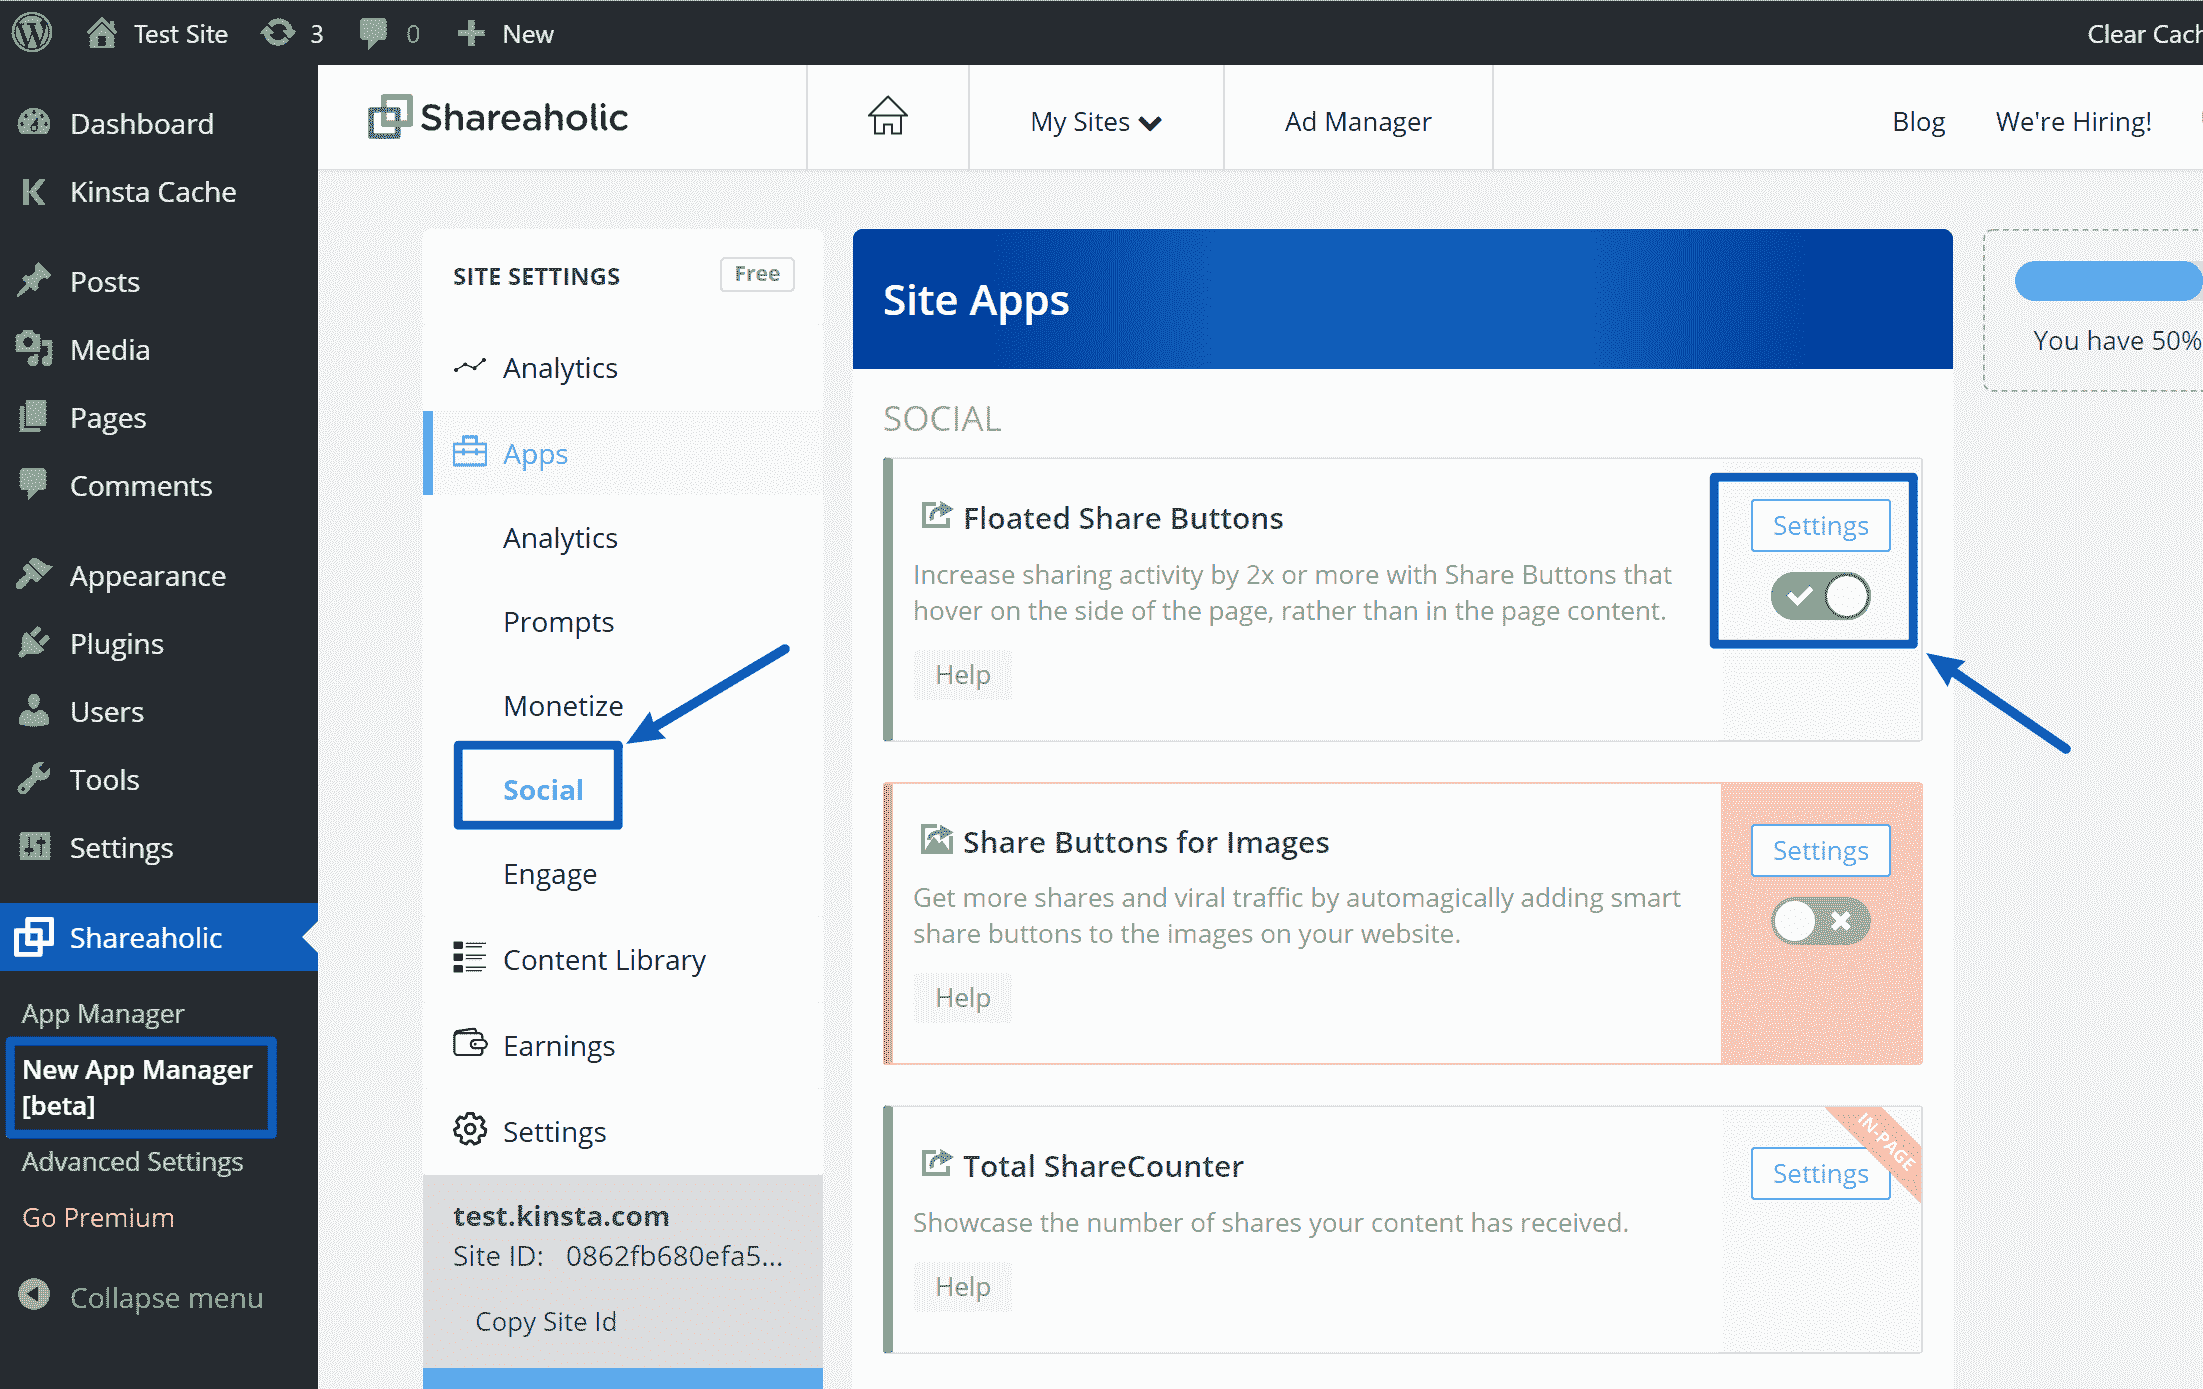 Test Site
3
0
New
Clear Cach
Dashboard
Kinsta Cache
Posts
Media
Pages
Comments
Appearance
Plugins
Users
Tools
Settings
Shareaholic
App Manager
New App Manager
[beta]
Advanced Settings
Go Premium
Collapse menu
Shareaholic
My Sites
Ad Manager
Blog
We're Hiring!
SITE SETTINGS
Free
Analytics
Apps
Analytics
Prompts
Monetize
Social
Engage
Content Library
Earnings
Settings
test.kinsta.com
Site ID: 0862fb680efa5...
Copy Site Id
Site Apps
SOCIAL
Floated Share Buttons
Increase sharing activity by 2x or more with Share Buttons that
hover on the side of the page, rather than in the page content.
Help
Settings
Share Buttons for Images
Get more shares and viral traffic by automagically adding smart
share buttons to the images on your website.
Help
Settings
Total ShareCounter
Showcase the number of shares your content has received.
Help
IN-PAGE
Settings
You have 50%